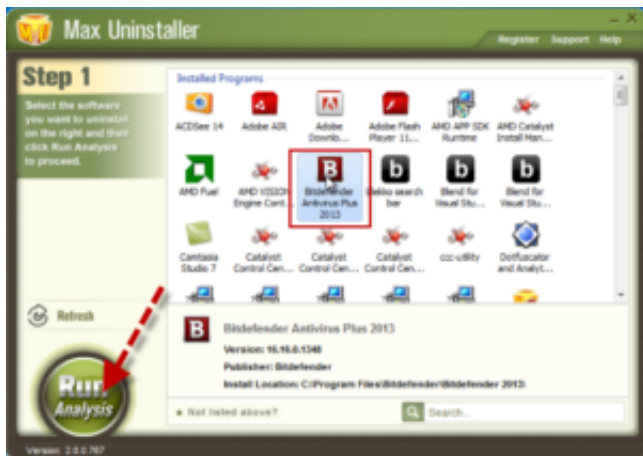 Max Uninstaller
Register Support Help
Step 1
Select the software
you want to uninstall
on the right and then
click Run Analysis
to proceed.
Installed Programs
ACDSee 14
Adobe AIR
Adobe
Downlo...
Adobe Flash
Player 11...
AMD APP SDK
Runtime
AMD Catalyst
Install Man...
AMD Fuel
AMD VISION
Engine Cont...
Bitdefender
Antivirus Plus
2013
Blekko search
bar
Blend for
Visual Stu...
Blend for
Visual Stu...
Camtasia
Studio 7
Catalyst
Control Cen...
Catalyst
Control Cen...
Catalyst
Control Cen...
ccc-utility
Dotfuscator
and Analyt...
Refresh
Run
Analysis
Bitdefender Antivirus Plus 2013
Version: 16.16.0.1348
Publisher: Bitdefender
Install Location: C:\Program Files\Bitdefender\Bitdefender 2013\
Not listed above?
Search...
Version: 2.0.0.767